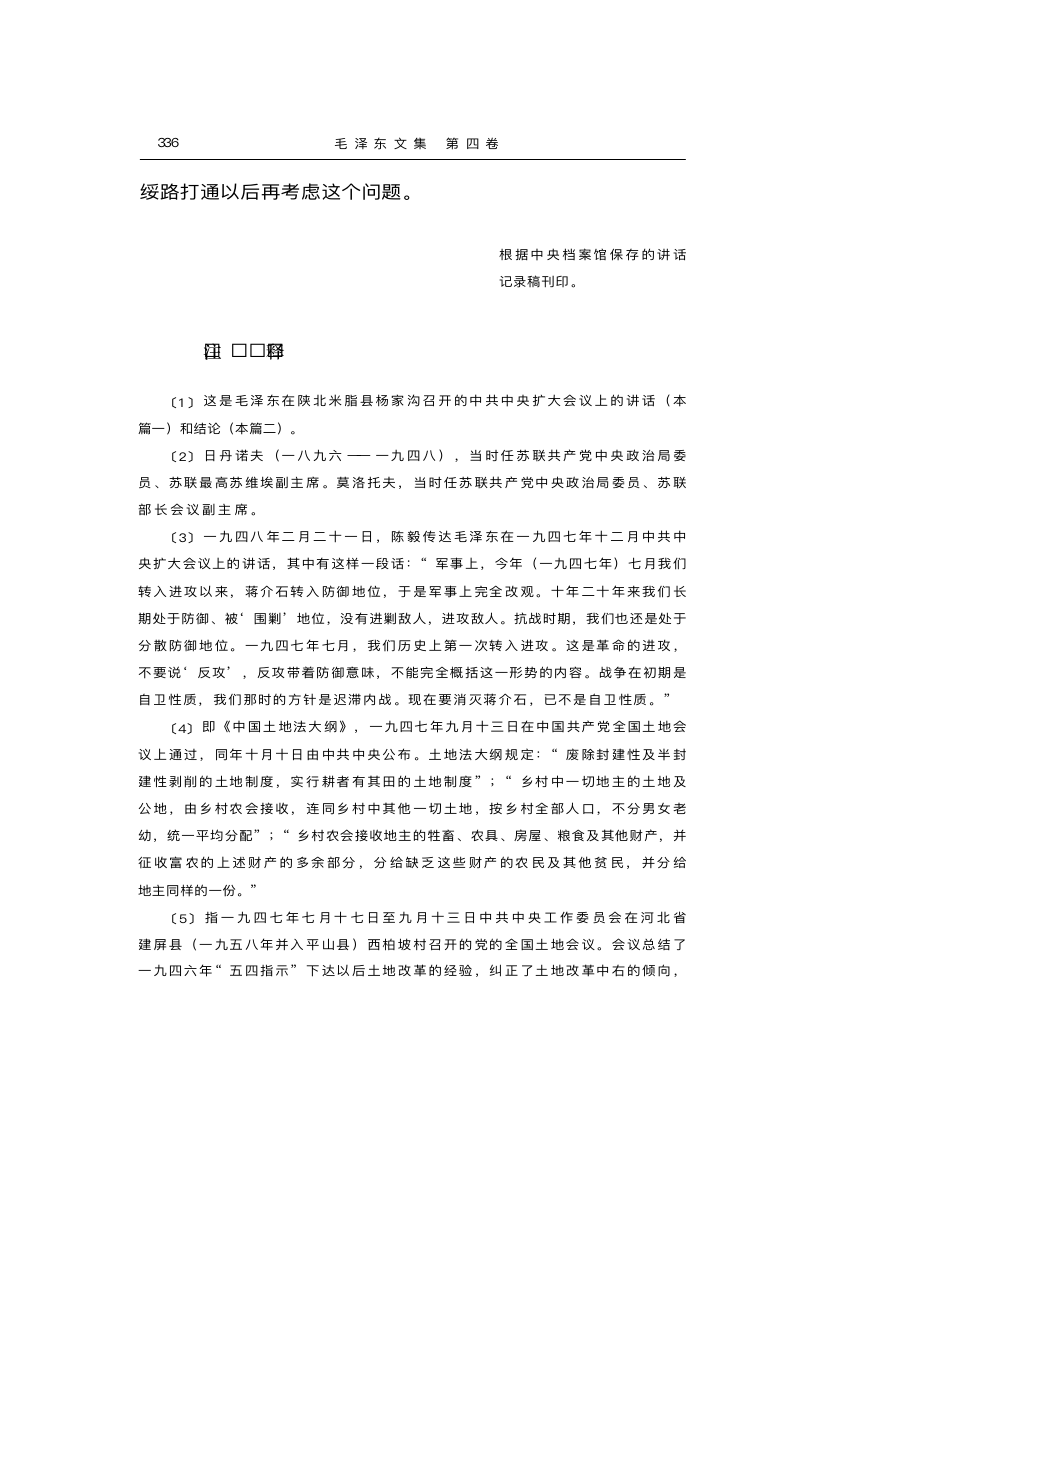 336 毛泽东文集 第四卷
绥路打通以后再考虑这个问题。
根据中央档案馆保存的讲话
记录稿刊印。
注 □□释
〔1〕这是毛泽东在陕北米脂县杨家沟召开的中共中央扩大会议上的讲话（本
篇一）和结论（本篇二）。
〔2〕日丹诺夫（一八九六——一九四八），当时任苏联共产党中央政治局委
员、苏联最高苏维埃副主席。莫洛托夫，当时任苏联共产党中央政治局委员、苏联
部长会议副主席。
〔3〕一九四八年二月二十一日，陈毅传达毛泽东在一九四七年十二月中共中
央扩大会议上的讲话，其中有这样一段话：“军事上，今年（一九四七年）七月我们
转入进攻以来，蒋介石转入防御地位，于是军事上完全改观。十年二十年来我们长
期处于防御、被‘围剿’地位，没有进剿敌人，进攻敌人。抗战时期，我们也还是处于
分散防御地位。一九四七年七月，我们历史上第一次转入进攻。这是革命的进攻，
不要说‘反攻’，反攻带着防御意味，不能完全概括这一形势的内容。战争在初期是
自卫性质，我们那时的方针是迟滞内战。现在要消灭蒋介石，已不是自卫性质。”
〔4〕即《中国土地法大纲》，一九四七年九月十三日在中国共产党全国土地会
议上通过，同年十月十日由中共中央公布。土地法大纲规定：“废除封建性及半封
建性剥削的土地制度，实行耕者有其田的土地制度”；“乡村中一切地主的土地及
公地，由乡村农会接收，连同乡村中其他一切土地，按乡村全部人口，不分男女老
幼，统一平均分配”；“乡村农会接收地主的牲畜、农具、房屋、粮食及其他财产，并
征收富农的上述财产的多余部分，分给缺乏这些财产的农民及其他贫民，并分给
地主同样的一份。”
〔5〕指一九四七年七月十七日至九月十三日中共中央工作委员会在河北省
建屏县（一九五八年并入平山县）西柏坡村召开的党的全国土地会议。会议总结了
一九四六年“五四指示”下达以后土地改革的经验，纠正了土地改革中右的倾向，